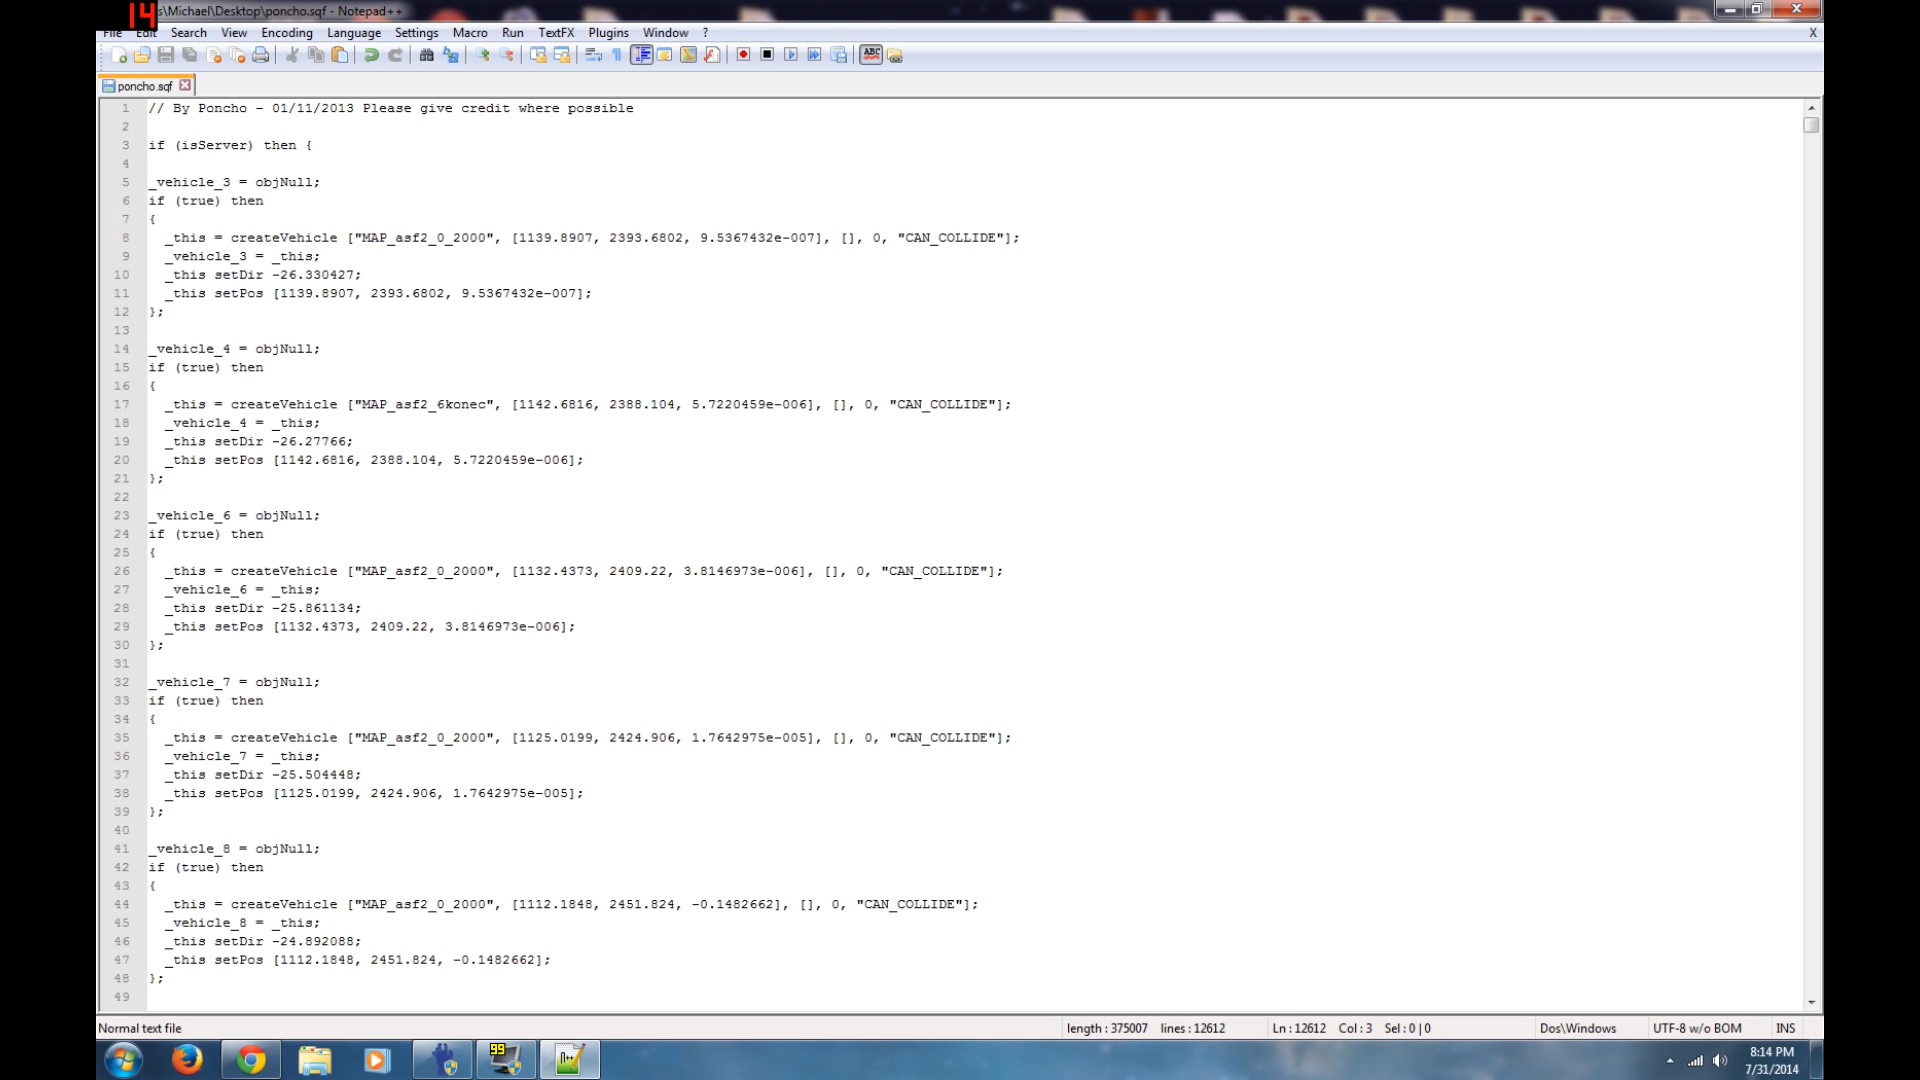 14
s\Michael\Desktop\poncho.sqf - Notepad++
File Edit Search View Encoding Language Settings Macro Run TextFX Plugins Window ? X
ABC
poncho.sqf
1 // By Poncho - 01/11/2013 Please give credit where possible
2
3 if (isServer) then {
4
5 _vehicle_3 = objNull;
6 if (true) then
7 {
8 _this = createVehicle ["MAP_asf2_0_2000", [1139.8907, 2393.6802, 9.5367432e-007], [], 0, "CAN_COLLIDE"];
9 _vehicle_3 = _this;
10 _this setDir -26.330427;
11 _this setPos [1139.8907, 2393.6802, 9.5367432e-007];
12 };
13
14 _vehicle_4 = objNull;
15 if (true) then
16 {
17 _this = createVehicle ["MAP_asf2_6konec", [1142.6816, 2388.104, 5.7220459e-006], [], 0, "CAN_COLLIDE"];
18 _vehicle_4 = _this;
19 _this setDir -26.27766;
20 _this setPos [1142.6816, 2388.104, 5.7220459e-006];
21 };
22
23 _vehicle_6 = objNull;
24 if (true) then
25 {
26 _this = createVehicle ["MAP_asf2_0_2000", [1132.4373, 2409.22, 3.8146973e-006], [], 0, "CAN_COLLIDE"];
27 _vehicle_6 = _this;
28 _this setDir -25.861134;
29 _this setPos [1132.4373, 2409.22, 3.8146973e-006];
30 };
31
32 _vehicle_7 = objNull;
33 if (true) then
34 {
35 _this = createVehicle ["MAP_asf2_0_2000", [1125.0199, 2424.906, 1.7642975e-005], [], 0, "CAN_COLLIDE"];
36 _vehicle_7 = _this;
37 _this setDir -25.504448;
38 _this setPos [1125.0199, 2424.906, 1.7642975e-005];
39 };
40
41 _vehicle_8 = objNull;
42 if (true) then
43 {
44 _this = createVehicle ["MAP_asf2_0_2000", [1112.1848, 2451.824, -0.1482662], [], 0, "CAN_COLLIDE"];
45 _vehicle_8 = _this;
46 _this setDir -24.892088;
47 _this setPos [1112.1848, 2451.824, -0.1482662];
48 };
49
Normal text file length : 375007 lines : 12612 Ln : 12612 Col : 3 Sel : 0 | 0 Dos\Windows UTF-8 w/o BOM INS
99
8:14 PM
7/31/2014